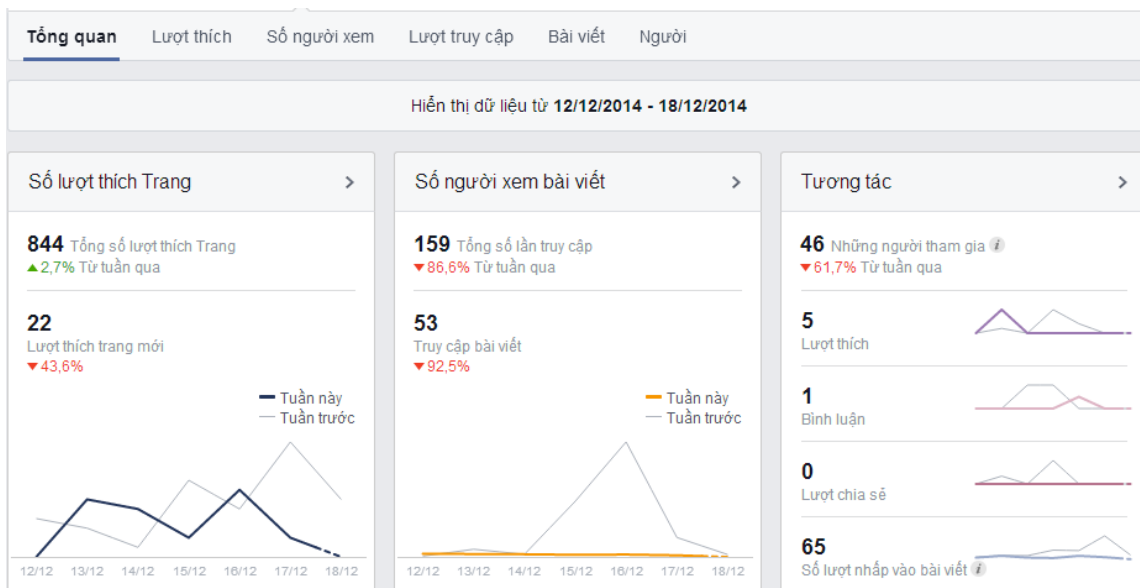 Tổng quan Lượt thích Số người xem Lượt truy cập Bài viết Người
Hiển thị dữ liệu từ 12/12/2014 - 18/12/2014
Số lượt thích Trang
844 Tổng số lượt thích Trang
2,7% Từ tuần qua
22
Lượt thích trang mới
43,6%
Tuần này
Tuần trước
12/12 13/12 14/12 15/12 16/12 17/12 18/12
Số người xem bài viết
159 Tổng số lần truy cập
86,6% Từ tuần qua
53
Truy cập bài viết
92,5%
Tuần này
Tuần trước
12/12 13/12 14/12 15/12 16/12 17/12 18/12
Tương tác
46 Những người tham gia i
61,7% Từ tuần qua
5
Lượt thích
1
Bình luận
0
Lượt chia sẻ
65
Số lượt nhấp vào bài viết i